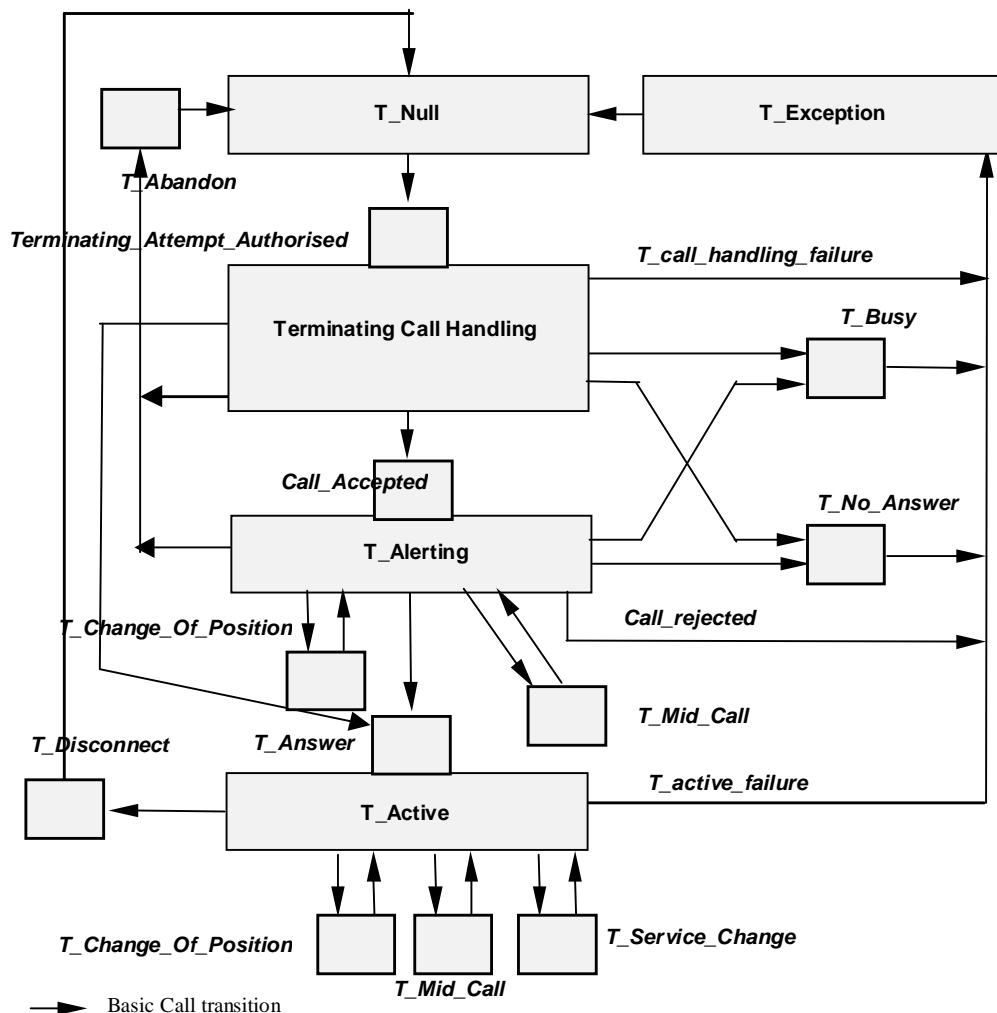 T_Null
T_Exception
T_Abandon
Terminating_Attempt_Authorised
T_call_handling_failure
Terminating Call Handling
T_Busy
Call_Accepted
T_No_Answer
T_Alerting
T_Change_Of_Position
Call_rejected
T_Mid_Call
T_Disconnect
T_Answer
T_active_failure
T_Active
T_Change_Of_Position
T_Service_Change
T_Mid_Call
Basic Call transition